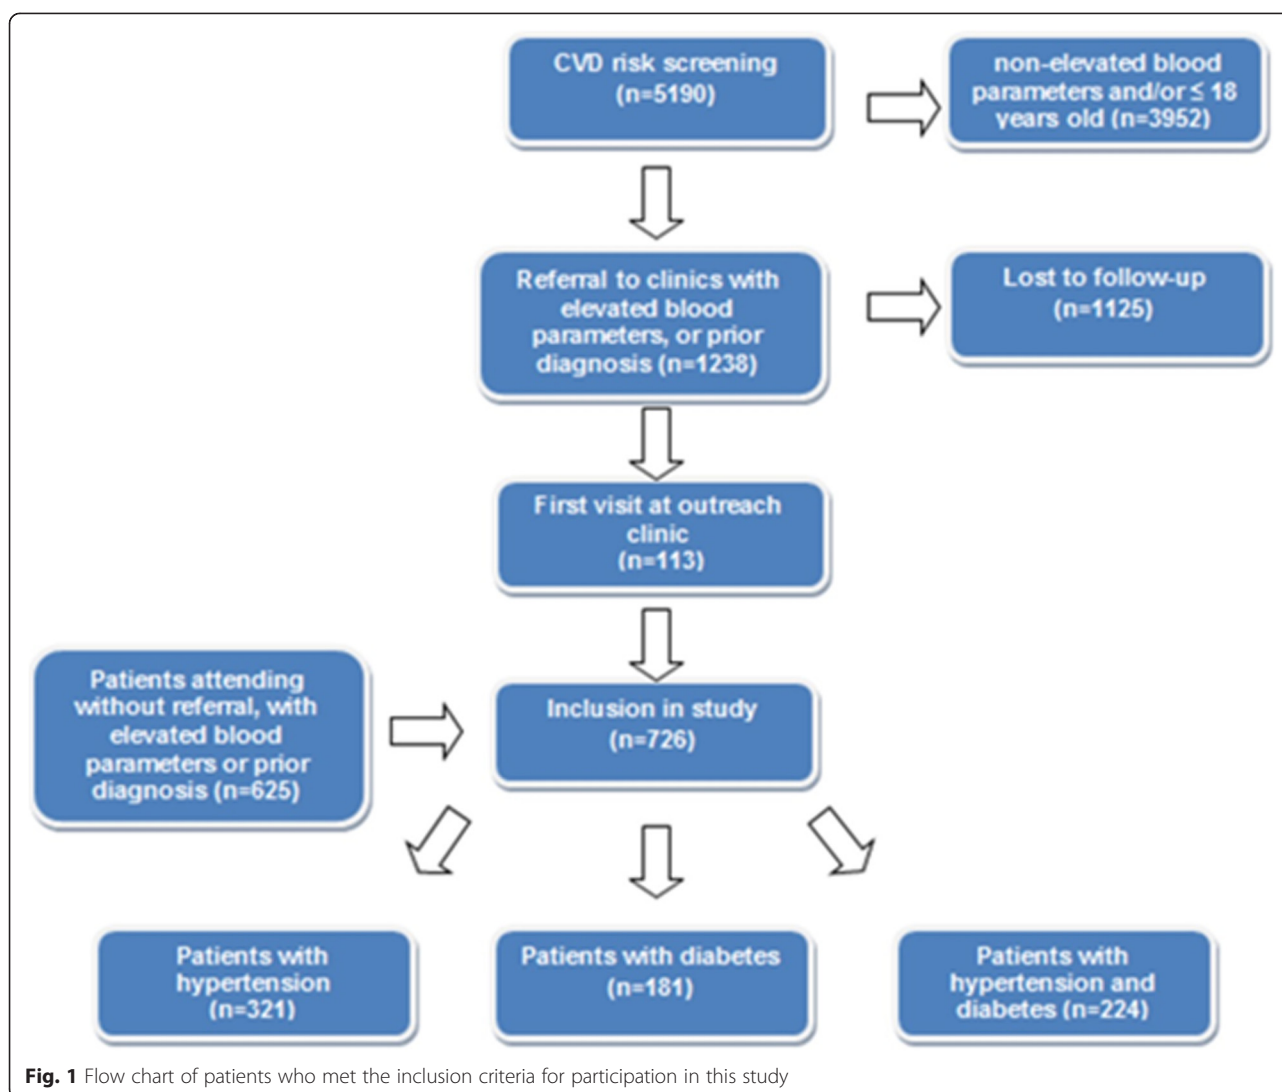 CVD risk screening
(n=5190)
non-elevated blood
parameters and/or ≤ 18
years old (n=3952)
Referral to clinics with
elevated blood
parameters, or prior
diagnosis (n=1238)
Lost to follow-up
(n=1125)
First visit at outreach
clinic
(n=113)
Patients attending
without referral, with
elevated blood
parameters or prior
diagnosis (n=625)
Inclusion in study
(n=726)
Patients with
hypertension
(n=321)
Patients with diabetes
(n=181)
Patients with
hypertension and
diabetes (n=224)
Fig. 1 Flow chart of patients who met the inclusion criteria for participation in this study